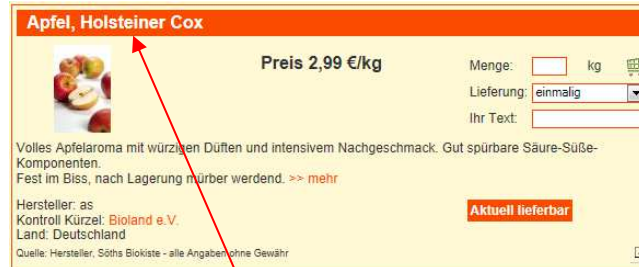 Apfel, Holsteiner Cox
Preis 2,99 €/kg
Menge: kg
Lieferung: einmalig
Ihr Text:
Volles Apfelaroma mit würzigen Düften und intensivem Nachgeschmack. Gut spürbare Säure-Süße-
Komponenten.
Fest im Biss, nach Lagerung mürber werdend. >> mehr
Hersteller: as
Kontroll Kürzel: Bioland e.V.
Land: Deutschland
Aktuell lieferbar
Quelle: Hersteller, Söths Biokiste - alle Angaben ohne Gewähr